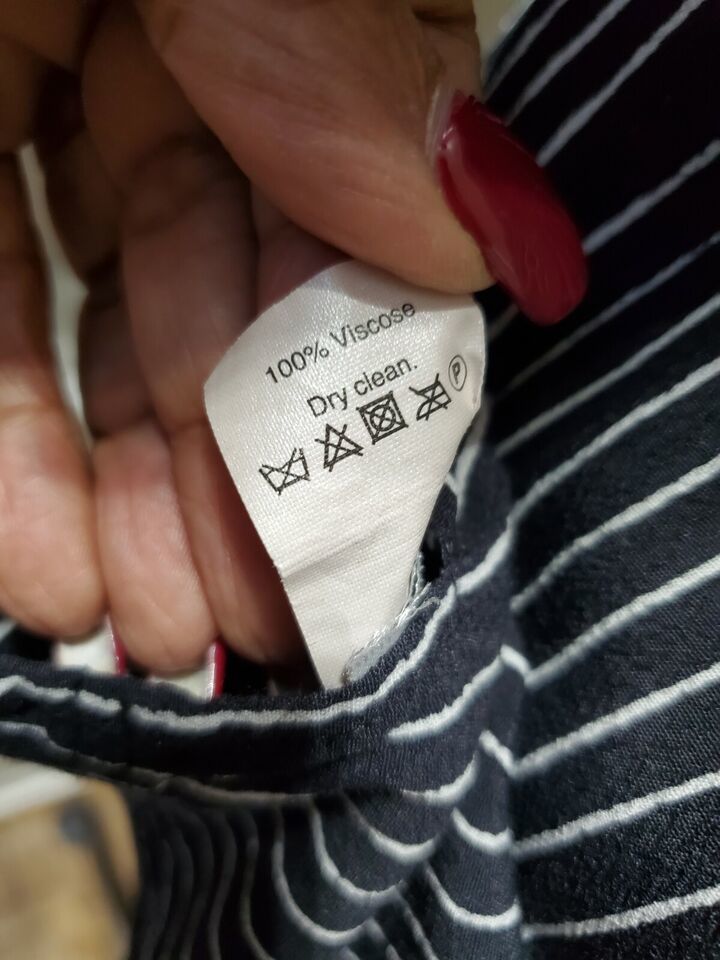 100% Viscose
Dry clean.
P